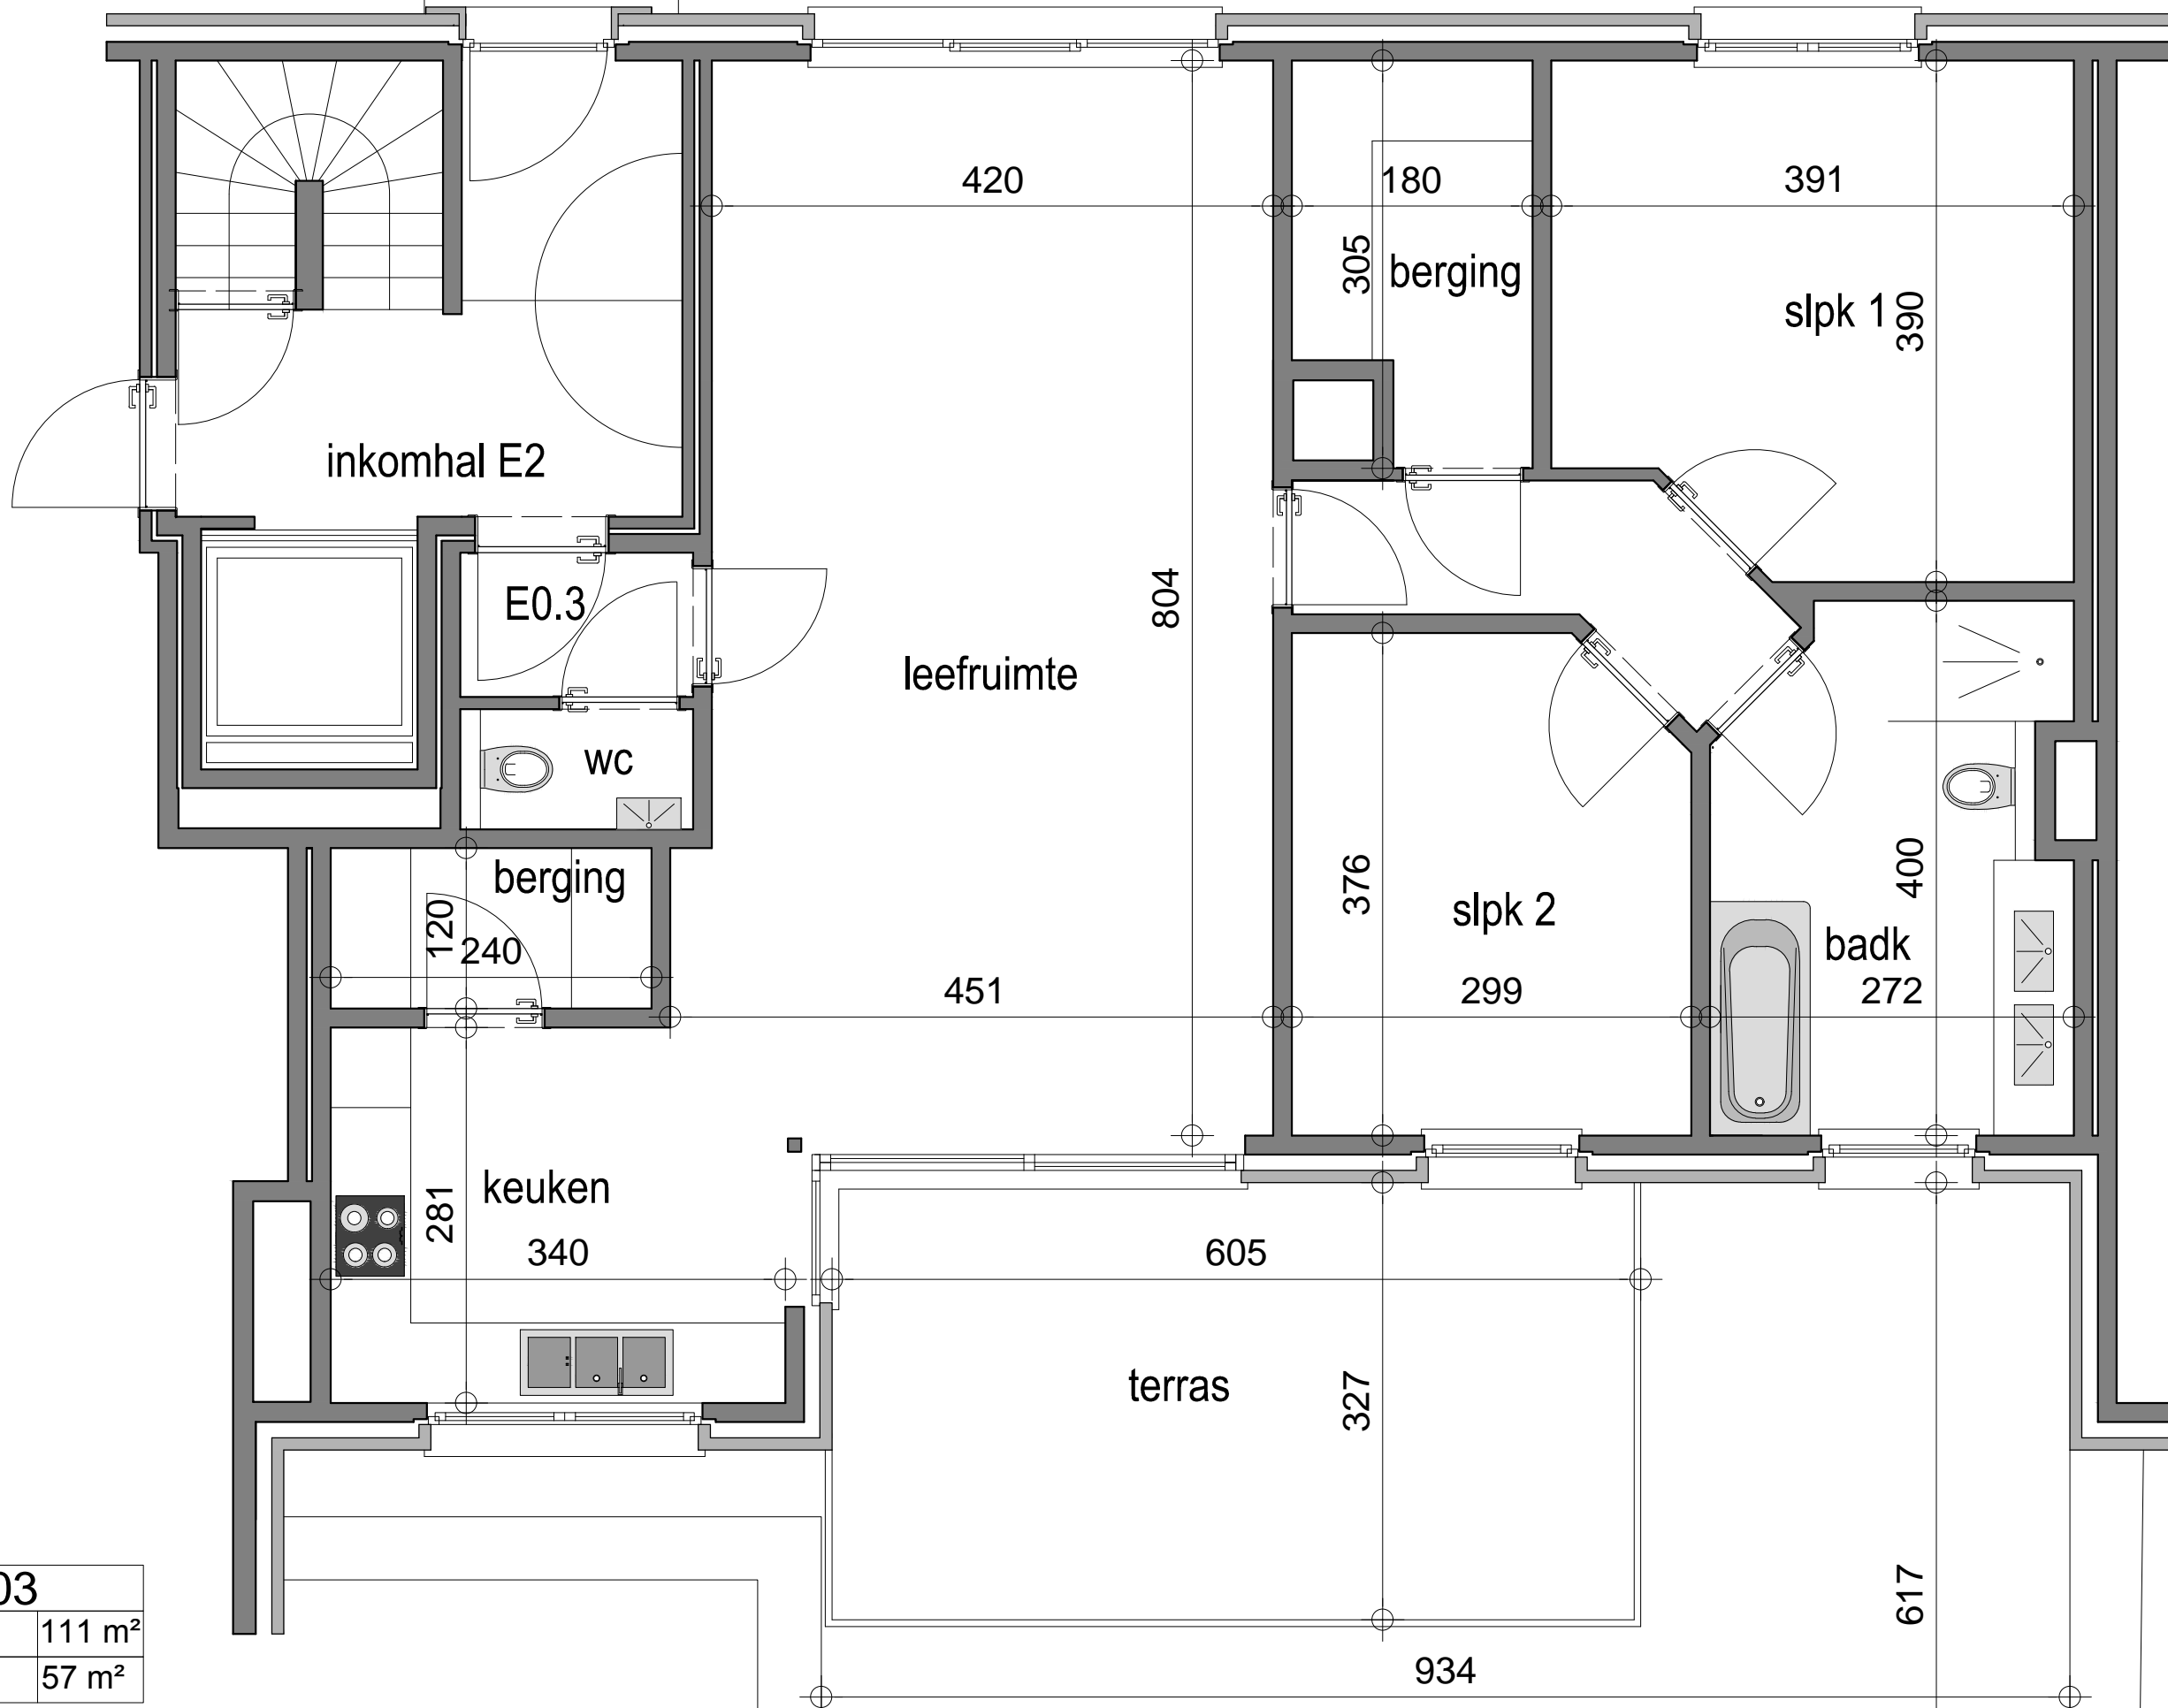 420
180
391
305
berging
slpk 1
390
inkomhal E2
E0.3
804
leefruimte
wc
berging
120
240
376
slpk 2
400
badk
451
299
272
keuken
281
340
605
terras
327
617
934
03
111 m²
57 m²